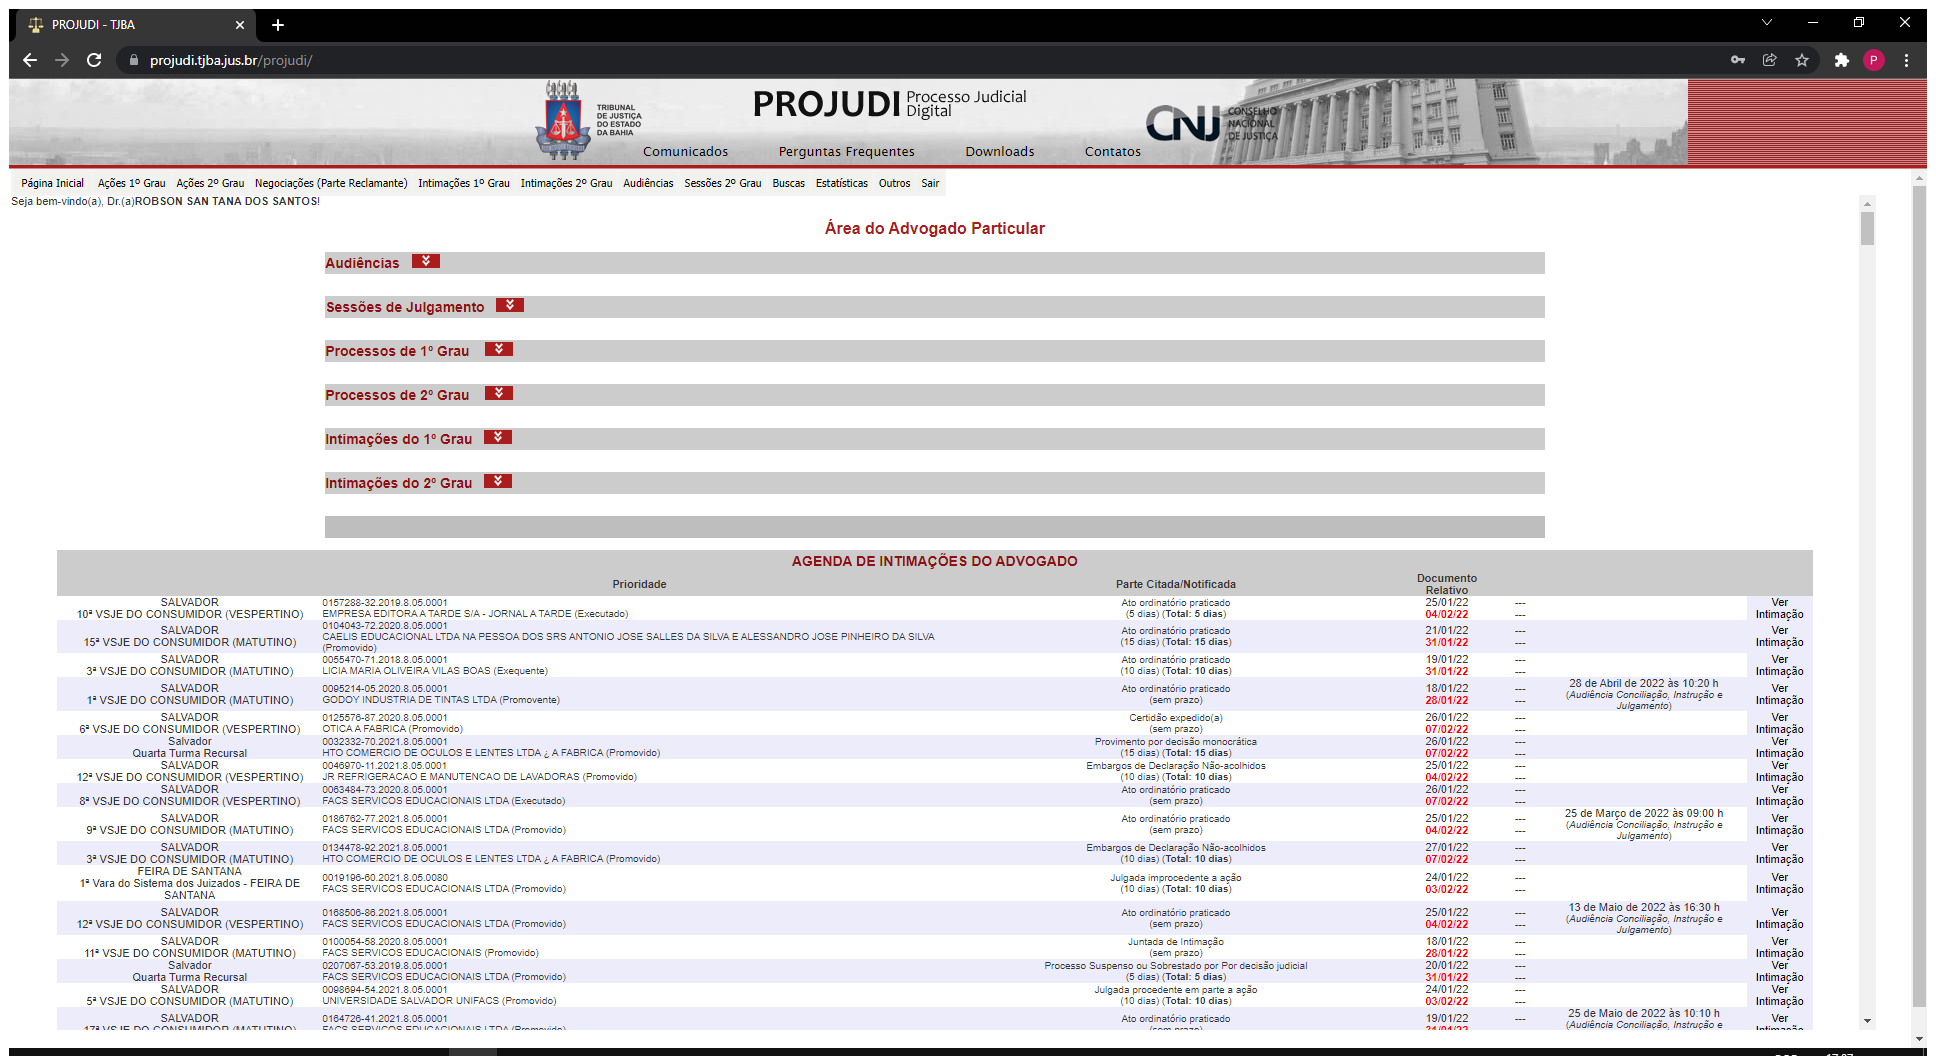 PROJUDI - TJBA
projudi.tjba.jus.br/projudi/
P
TRIBUNAL
DE JUSTIÇA
DO ESTADO
DA BAHIA
PROJUDI Processo Judicial
Digital
CNJ CONSELHO
NACIONAL
DE JUSTIÇA
Comunicados Perguntas Frequentes Downloads Contatos
Página Inicial Ações 1º Grau Ações 2º Grau Negociações (Parte Reclamante) Intimações 1º Grau Intimações 2º Grau Audiências Sessões 2º Grau Buscas Estatísticas Outros Sair
Seja bem-vindo(a), Dr.(a)ROBSON SAN TANA DOS SANTOS!
Área do Advogado Particular
Audiências
Sessões de Julgamento
Processos de 1º Grau
Processos de 2º Grau
Intimações do 1º Grau
Intimações do 2º Grau
AGENDA DE INTIMAÇÕES DO ADVOGADO
Prioridade Parte Citada/Notificada Documento
Relativo
SALVADOR 0157288-32.2019.8.05.0001 Ato ordinatório praticado 25/01/22 --- Ver
10ª VSJE DO CONSUMIDOR (VESPERTINO) EMPRESA EDITORA A TARDE S/A - JORNAL A TARDE (Executado) (5 dias) (Total: 5 dias) 04/02/22 --- Intimação
SALVADOR 0104043-72.2020.8.05.0001 Ato ordinatório praticado 21/01/22 --- Ver
15ª VSJE DO CONSUMIDOR (MATUTINO) CAELIS EDUCACIONAL LTDA NA PESSOA DOS SRS ANTONIO JOSE SALLES DA SILVA E ALESSANDRO JOSE PINHEIRO DA SILVA (15 dias) (Total: 15 dias) 31/01/22 --- Intimação
(Promovido)
SALVADOR 0055470-71.2018.8.05.0001 Ato ordinatório praticado 19/01/22 --- Ver
3ª VSJE DO CONSUMIDOR (MATUTINO) LICIA MARIA OLIVEIRA VILAS BOAS (Exequente) (10 dias) (Total: 10 dias) 31/01/22 --- Intimação
SALVADOR 0095214-05.2020.8.05.0001 Ato ordinatório praticado 18/01/22 --- 28 de Abril de 2022 às 10:20 h Ver
1ª VSJE DO CONSUMIDOR (MATUTINO) GODOY INDUSTRIA DE TINTAS LTDA (Promovente) (sem prazo) 28/01/22 --- (Audiência Conciliação, Instrução e Intimação
Julgamento)
SALVADOR 0125576-87.2020.8.05.0001 Certidão expedido(a) 26/01/22 --- Ver
6ª VSJE DO CONSUMIDOR (VESPERTINO) OTICA A FABRICA (Promovido) (sem prazo) 07/02/22 --- Intimação
Salvador 0032332-70.2021.8.05.0001 Provimento por decisão monocrática 26/01/22 --- Ver
Quarta Turma Recursal HTO COMERCIO DE OCULOS E LENTES LTDA ¿ A FABRICA (Promovido) (15 dias) (Total: 15 dias) 07/02/22 --- Intimação
SALVADOR 0046970-11.2021.8.05.0001 Embargos de Declaração Não-acolhidos 25/01/22 --- Ver
12ª VSJE DO CONSUMIDOR (VESPERTINO) JR REFRIGERACAO E MANUTENCAO DE LAVADORAS (Promovido) (10 dias) (Total: 10 dias) 04/02/22 --- Intimação
SALVADOR 0063484-73.2020.8.05.0001 Ato ordinatório praticado 26/01/22 --- Ver
8ª VSJE DO CONSUMIDOR (VESPERTINO) FACS SERVICOS EDUCACIONAIS LTDA (Executado) (sem prazo) 07/02/22 --- Intimação
SALVADOR 0186762-77.2021.8.05.0001 Ato ordinatório praticado 25/01/22 --- 25 de Março de 2022 às 09:00 h Ver
9ª VSJE DO CONSUMIDOR (MATUTINO) FACS SERVICOS EDUCACIONAIS LTDA (Promovido) (sem prazo) 04/02/22 --- (Audiência Conciliação, Instrução e Intimação
Julgamento)
SALVADOR 0134478-92.2021.8.05.0001 Embargos de Declaração Não-acolhidos 27/01/22 --- Ver
3ª VSJE DO CONSUMIDOR (MATUTINO) HTO COMERCIO DE OCULOS E LENTES LTDA ¿ A FABRICA (Promovido) (10 dias) (Total: 10 dias) 07/02/22 --- Intimação
FEIRA DE SANTANA 0019196-60.2021.8.05.0080 Julgada improcedente a ação 24/01/22 --- Ver
1ª Vara do Sistema dos Juizados - FEIRA DE FACS SERVICOS EDUCACIONAIS LTDA (Promovido) (10 dias) (Total: 10 dias) 03/02/22 --- Intimação
SANTANA
SALVADOR 0168506-86.2021.8.05.0001 Ato ordinatório praticado 25/01/22 --- 13 de Maio de 2022 às 16:30 h Ver
12ª VSJE DO CONSUMIDOR (VESPERTINO) FACS SERVICOS EDUCACIONAIS LTDA (Promovido) (sem prazo) 04/02/22 --- (Audiência Conciliação, Instrução e Intimação
Julgamento)
SALVADOR 0100054-58.2020.8.05.0001 Juntada de Intimação 18/01/22 --- Ver
11ª VSJE DO CONSUMIDOR (MATUTINO) FACS SERVICOS EDUCACIONAIS (Promovido) (sem prazo) 28/01/22 --- Intimação
Salvador 0207067-53.2019.8.05.0001 Processo Suspenso ou Sobrestado por Por decisão judicial 20/01/22 --- Ver
Quarta Turma Recursal FACS SERVICOS EDUCACIONAIS LTDA (Promovido) (5 dias) (Total: 5 dias) 31/01/22 --- Intimação
SALVADOR 0098694-54.2021.8.05.0001 Julgada procedente em parte a ação 24/01/22 --- Ver
5ª VSJE DO CONSUMIDOR (MATUTINO) UNIVERSIDADE SALVADOR UNIFACS (Promovido) (10 dias) (Total: 10 dias) 03/02/22 --- Intimação
SALVADOR 0164726-41.2021.8.05.0001 Ato ordinatório praticado 19/01/22 --- 25 de Maio de 2022 às 10:10 h Ver
17ª VSJE DO CONSUMIDOR (MATUTINO) FACS SERVICOS EDUCACIONAIS LTDA (Promovido) (sem prazo) 31/01/22 (Audiência Conciliação, Instrução e Intimação